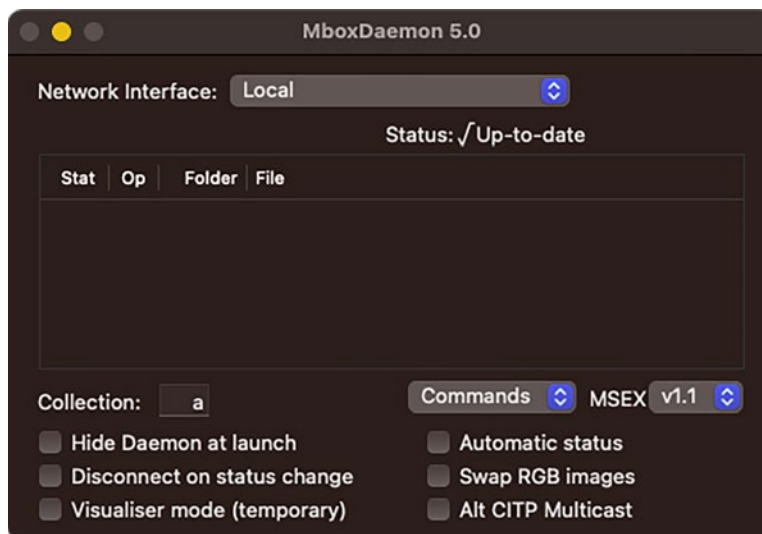 MboxDaemon 5.0
Network Interface: Local
Status: √Up-to-date
Stat Op Folder File
Collection: a Commands MSEX v1.1
Hide Daemon at launch Automatic status
Disconnect on status change Swap RGB images
Visualiser mode (temporary) Alt CITP Multicast